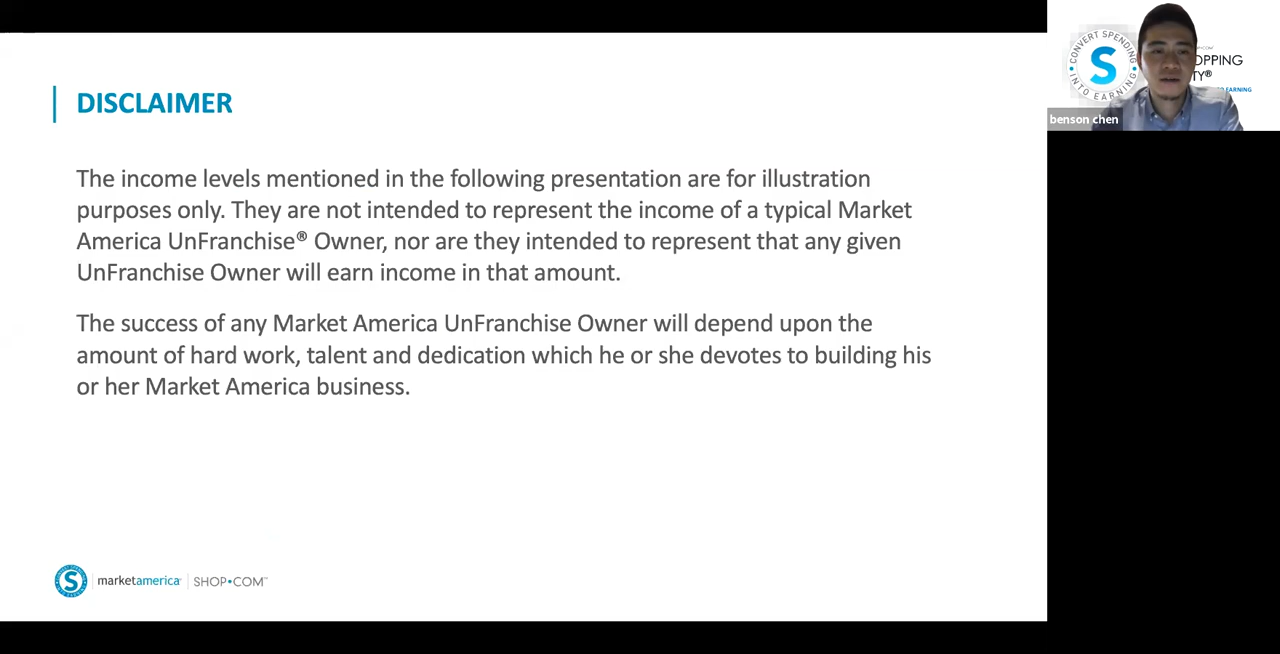 DISCLAIMER
The income levels mentioned in the following presentation are for illustration
purposes only. They are not intended to represent the income of a typical Market
America UnFranchise® Owner, nor are they intended to represent that any given
UnFranchise Owner will earn income in that amount.
The success of any Market America UnFranchise Owner will depend upon the
amount of hard work, talent and dedication which he or she devotes to building his
or her Market America business.
marketamerica
SHOP•COM™
CONVERT SPENDING
INTO EARNING
S
OPPING
TY®
EARNING
benson chen